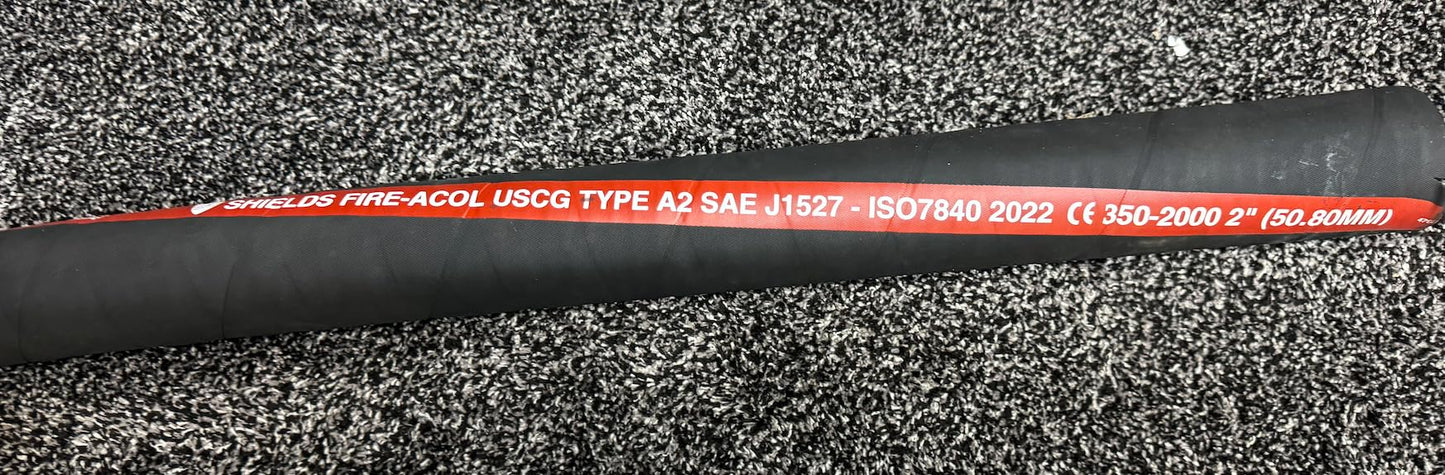 SHIELDS FIRE-ACOL USCG TYPE A2 SAE J1527 - ISO7840 2022 CE 350-2000 2" (50.80MM)